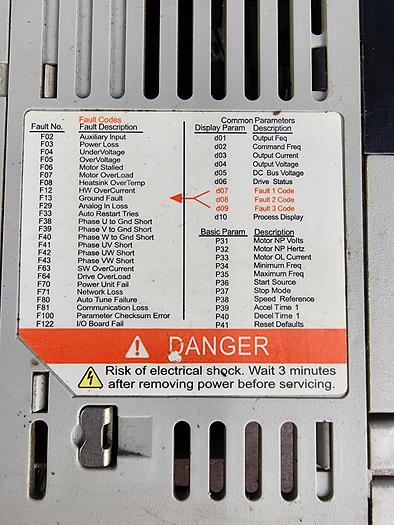 Fault Codes
Fault No. Fault Description
F02 Auxiliary Input
F03 Power Loss
F04 UnderVoltage
F05 OverVoltage
F06 Motor Stalled
F07 Motor OverLoad
F08 Heatsink OverTemp
F12 HW OverCurrent
F13 Ground Fault
F29 Analog In Loss
F33 Auto Restart Tries
F38 Phase U to Gnd Short
F39 Phase V to Gnd Short
F40 Phase W to Gnd Short
F41 Phase UV Short
F42 Phase UW Short
F43 Phase VW Short
F63 SW OverCurrent
F64 Drive OverLoad
F70 Power Unit Fail
F71 Network Loss
F80 Auto Tune Failure
F81 Communication Loss
F100 Parameter Checksum Error
F122 I/O Board Fail
Common Parameters
Display Param Description
d01 Output Feq
d02 Command Freq
d03 Output Current
d04 Output Voltage
d05 DC Bus Voltage
d06 Drive Status
d07 Fault 1 Code
d08 Fault 2 Code
d09 Fault 3 Code
d10 Process Display
Basic Param Description
P31 Motor NP Volts
P32 Motor NP Hertz
P33 Motor OL Current
P34 Minimum Freq
P35 Maximum Freq
P36 Start Source
P37 Stop Mode
P38 Speed Reference
P39 Accel Time 1
P40 Decel Time 1
P41 Reset Defaults
DANGER
Risk of electrical shock. Wait 3 minutes
after removing power before servicing.